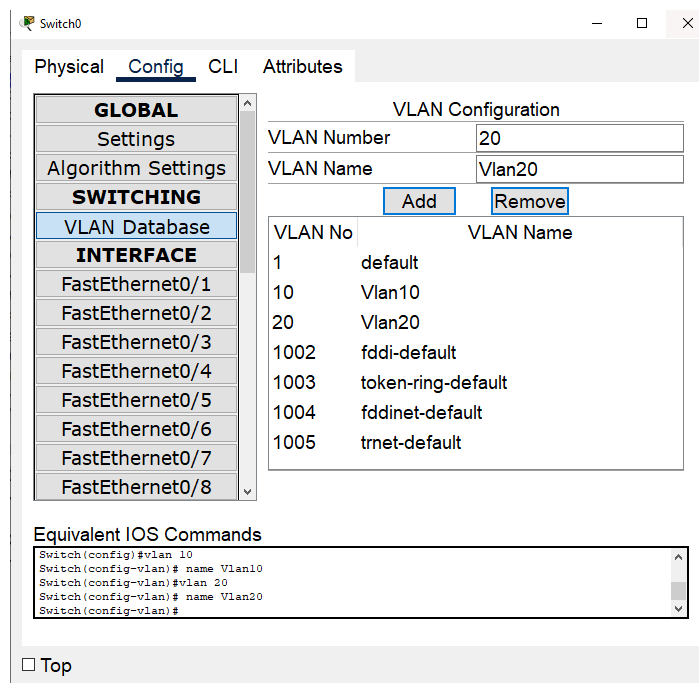 Switch0
Physical Config CLI Attributes
GLOBAL
Settings
Algorithm Settings
SWITCHING
VLAN Database
INTERFACE
FastEthernet0/1
FastEthernet0/2
FastEthernet0/3
FastEthernet0/4
FastEthernet0/5
FastEthernet0/6
FastEthernet0/7
FastEthernet0/8
VLAN Configuration
VLAN Number 20
VLAN Name Vlan20
Add Remove
VLAN No VLAN Name
1 default
10 Vlan10
20 Vlan20
1002 fddi-default
1003 token-ring-default
1004 fddinet-default
1005 trnet-default
Equivalent IOS Commands
Switch(config)#vlan 10
Switch(config-vlan)# name Vlan10
Switch(config-vlan)#vlan 20
Switch(config-vlan)# name Vlan20
Switch(config-vlan)#
Top